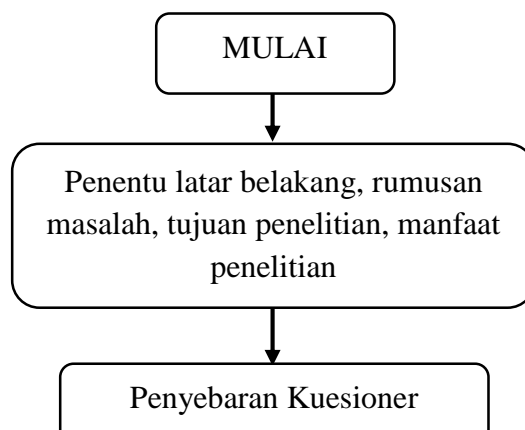 MULAI
Penentu latar belakang, rumusan
masalah, tujuan penelitian, manfaat
penelitian
Penyebaran Kuesioner